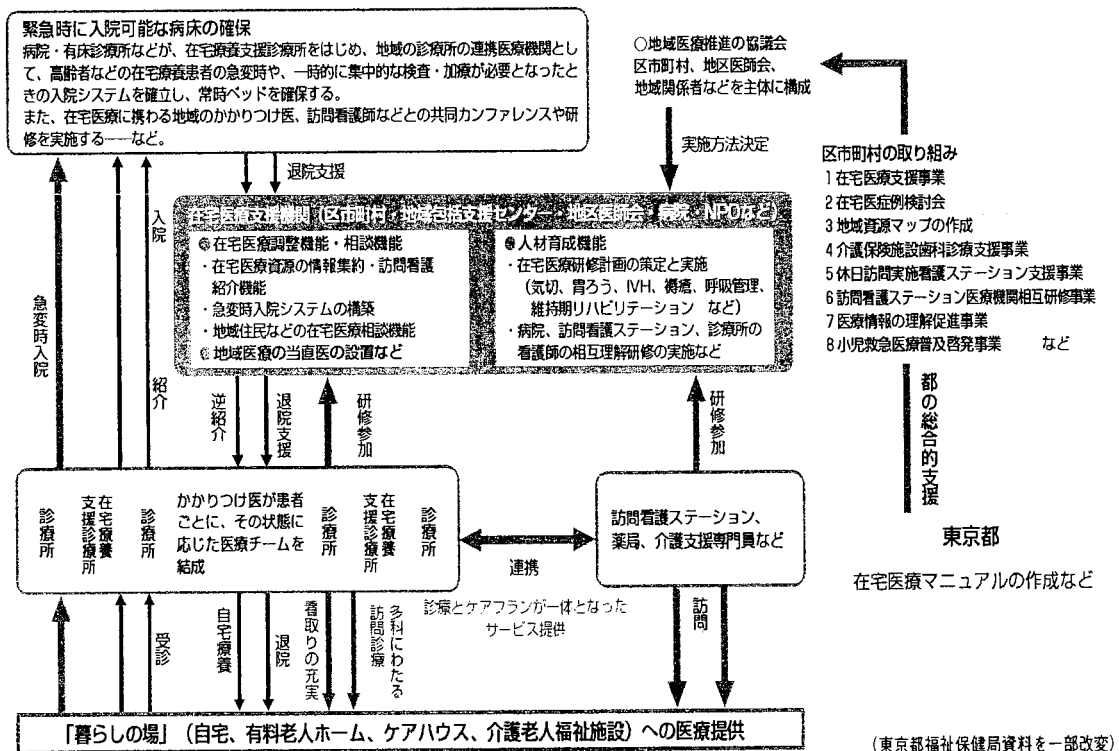 緊急時に入院可能な病床の確保
病院・有床診療所などが、在宅療養支援診療所をはじめ、地域の診療所の連携医療機関とし
て、高齢者などの在宅療養患者の急変時や、一時的に集中的な検査・加療が必要となったと
きの入院システムを確立し、常時ベッドを確保する。
また、在宅医療に携わる地域のかかりつけ医、訪問看護師などとの共同カンファレンスや研
修を実施する――など。
○地域医療推進の協議会
区市町村、地区医師会、
地域関係者などを主体に構成
実施方法決定
退院支援
入院
急変時入院
紹介
区市町村の取り組み
1 在宅医療支援事業
2 在宅医症例検討会
3 地域資源マップの作成
4 介護保険施設歯科診療支援事業
5 休日訪問実施看護ステーション支援事業
6 訪問看護ステーション医療機関相互研修事業
7 医療情報の理解促進事業
8 小児救急医療普及啓発事業 など
在宅医療支援機関(区市町村・地域包括支援センター・地区医師会・病院・NPOなど)
◎在宅医療調整機能・相談機能
・在宅医療資源の情報集約・訪問看護
紹介機能
・急変時入院システムの構築
・地域住民などの在宅医療相談機能
◎地域医療の当直医の設置など
◎人材育成機能
・在宅医療研修計画の策定と実施
(気切、胃ろう、IVH、褥瘡、呼吸管理、
維持期リハビリテーション など)
・病院、訪問看護ステーション、診療所の
看護師の相互理解研修の実施など
逆紹介
退院支援
研修参加
研修参加
都の総合的支援
診療所
在宅療養
支援診療所
診療所
かかりつけ医が患者
ごとに、その状態に
応じた医療チームを
結成
診療所
在宅療養
支援診療所
診療所
連携
訪問看護ステーション、
薬局、介護支援専門員など
東京都
在宅医療マニュアルの作成など
診療とケアプランが一体となった
サービス提供
受診
自宅療養
退院
看取りの充実
多科にわたる
訪問診療
訪問
「暮らしの場」(自宅、有料老人ホーム、ケアハウス、介護老人福祉施設)への医療提供
(東京都福祉保健局資料を一部改変)